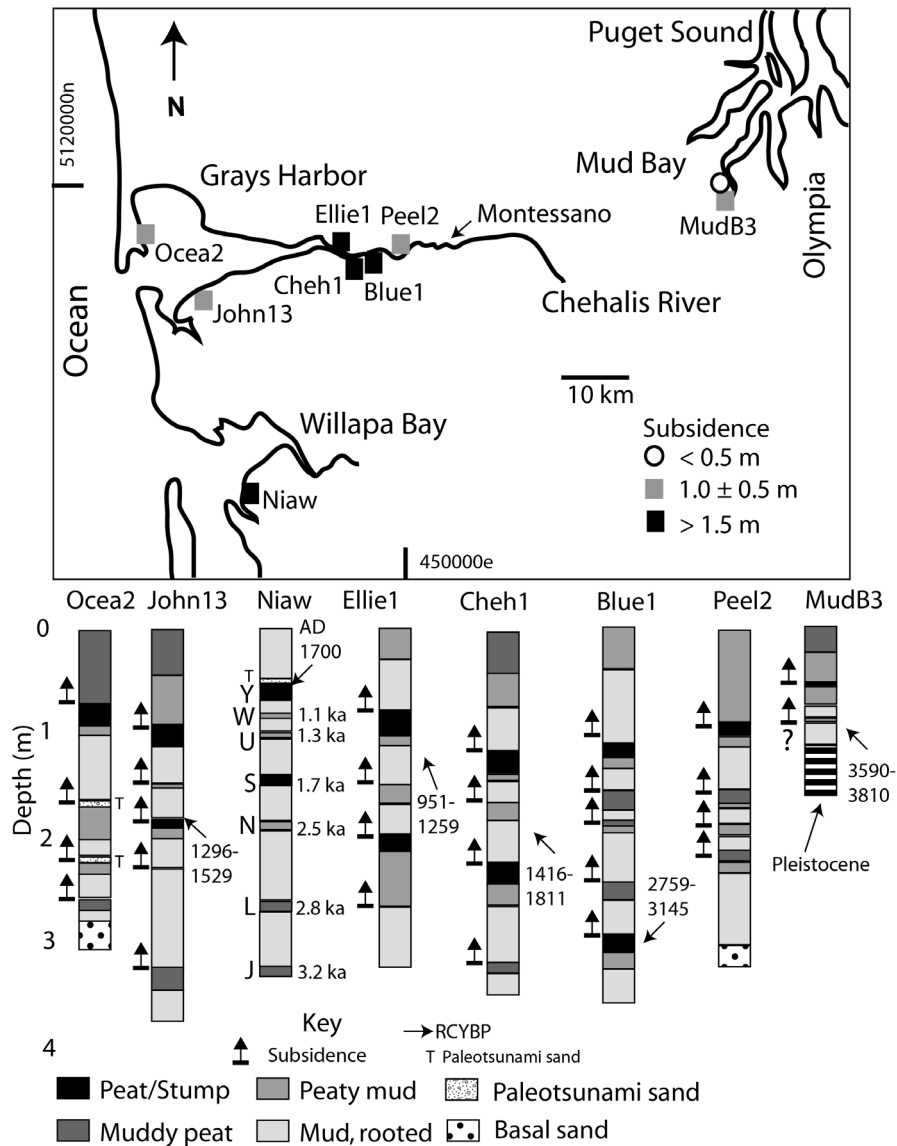 Puget Sound
N
5120000n
Grays Harbor
Mud Bay
Ellie1 Peel2
Montessano
Ocea2
MudB3
Olympia
Cheh1
Blue1
John13
Chehalis River
Ocean
10 km
Willapa Bay
Subsidence
< 0.5 m
1.0 ± 0.5 m
> 1.5 m
Niaw
450000e
Ocea2 John13 Niaw Ellie1 Cheh1 Blue1 Peel2 MudB3
0
AD
1700
T
Y
W 1.1 ka
U 1.3 ka
1
Depth (m)
?
S 1.7 ka
T
951-
1259
3590-
3810
N 2.5 ka
2
T
1296-
1529
1416-
1811
Pleistocene
L 2.8 ka
2759-
3145
3
J 3.2 ka
Key
RCYBP
4
Subsidence
T Paleotsunami sand
Peat/Stump
Peaty mud
Paleotsunami sand
Muddy peat
Mud, rooted
Basal sand